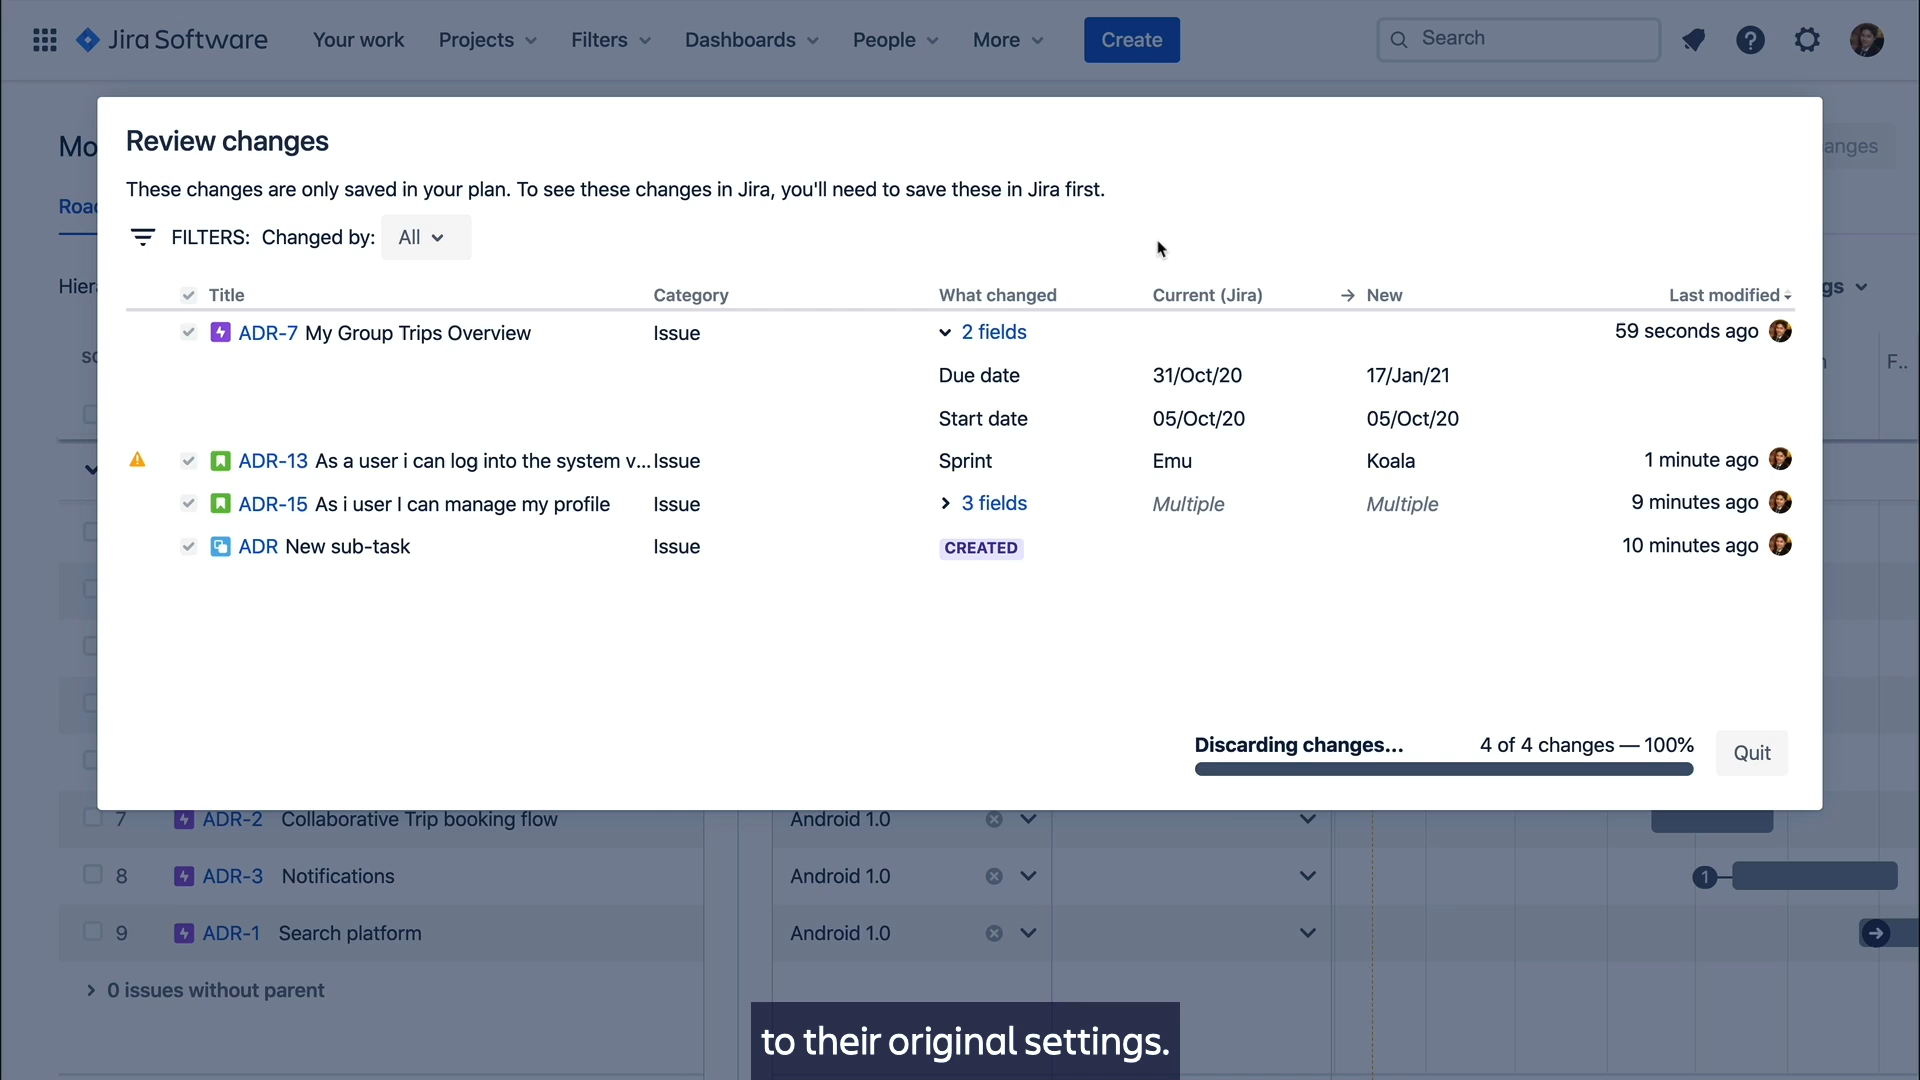 Jira Software Your work Projects Filters Dashboards People More Create Search ?
Mo anges
Review changes
These changes are only saved in your plan. To see these changes in Jira, you'll need to save these in Jira first.
Road
FILTERS: Changed by: All
Hiera gs
Title Category What changed Current (Jira) → New Last modified
ADR-7 My Group Trips Overview Issue 2 fields 59 seconds ago
F..
Due date 31/Oct/20 17/Jan/21
Start date 05/Oct/20 05/Oct/20
ADR-13 As a user i can log into the system v... Issue Sprint Emu Koala 1 minute ago
ADR-15 As i user I can manage my profile Issue 3 fields Multiple Multiple 9 minutes ago
ADR New sub-task Issue CREATED 10 minutes ago
Discarding changes... 4 of 4 changes — 100% Quit
7 ADR-2 Collaborative Trip booking flow Android 1.0
8 ADR-3 Notifications Android 1.0 1
9 ADR-1 Search platform Android 1.0
0 issues without parent
to their original settings.